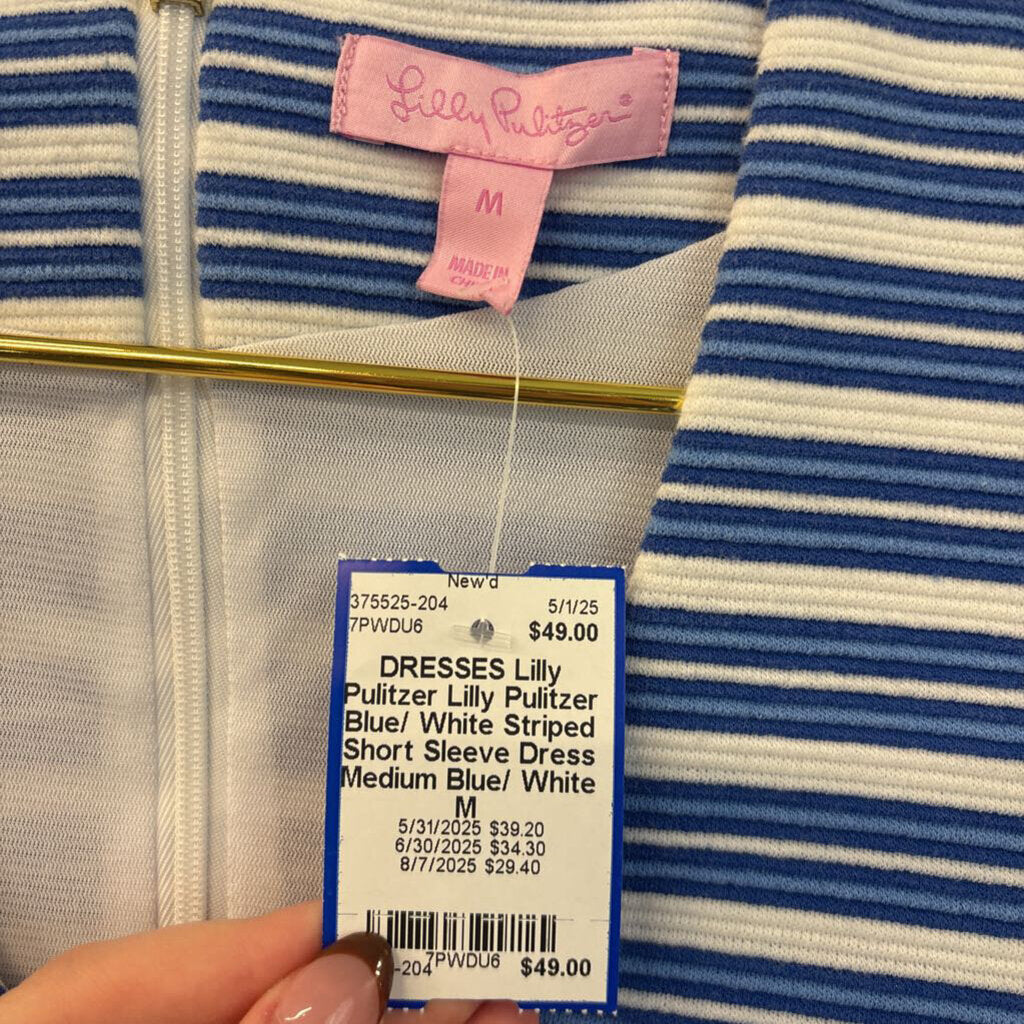 Lilly Pulitzer®
M
MADE IN
New'd
375525-204 5/1/25
7PWDU6 $49.00
DRESSES Lilly
Pulitzer Lilly Pulitzer
Blue/ White Striped
Short Sleeve Dress
Medium Blue/ White
M
5/31/2025 $39.20
6/30/2025 $34.30
8/7/2025 $29.40
-204 7PWDU6 $49.00